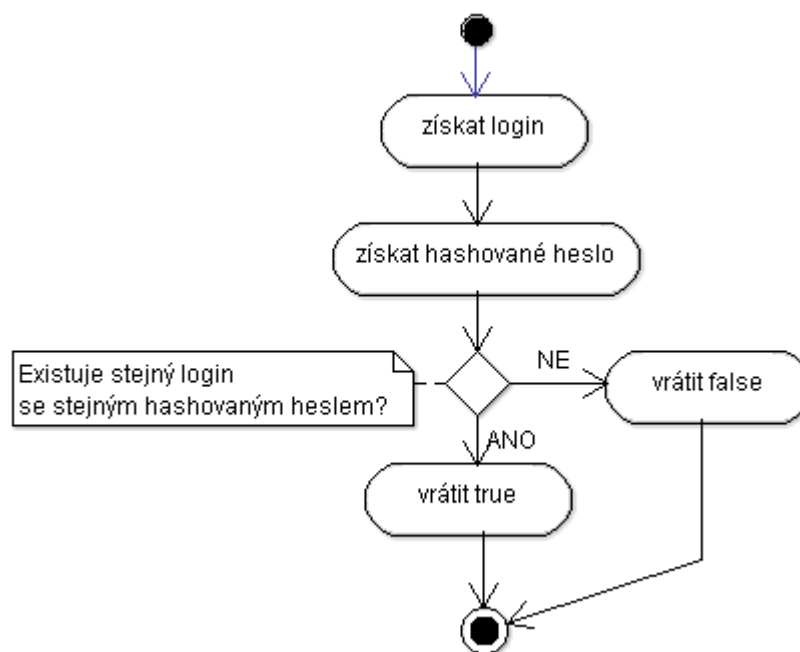 získat login
získat hashované heslo
Existuje stejný login
se stejným hashovaným heslem?
NE
vrátit false
ANO
vrátit true